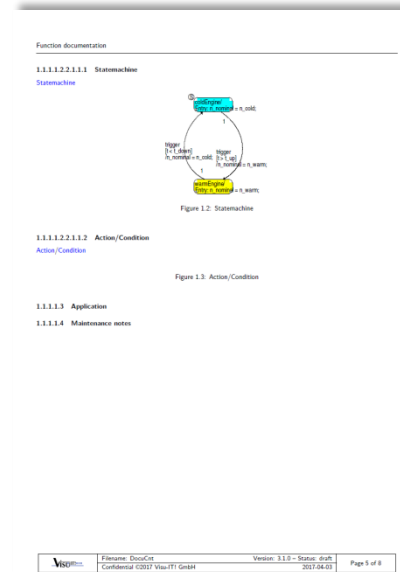 Function documentation
1.1.1.1.2.2.1.1.1 Statemachine
Statemachine
coldEngine/
Entry: n_nominal = n_cold;
1
trigger
[t < t_down]
/n_nominal = n_cold;
trigger
[t > t_up]
/n_nominal = n_warm;
1
warmEngine/
Entry: n_nominal = n_warm;
Figure 1.2: Statemachine
1.1.1.1.2.2.1.1.2 Action/Condition
Action/Condition
Figure 1.3: Action/Condition
1.1.1.1.3 Application
1.1.1.1.4 Maintenance notes
Filename: DocuCnt Version: 3.1.0 – Status: draft
Page 5 of 8
Confidential ©2017 Visu-IT! GmbH 2017-04-03